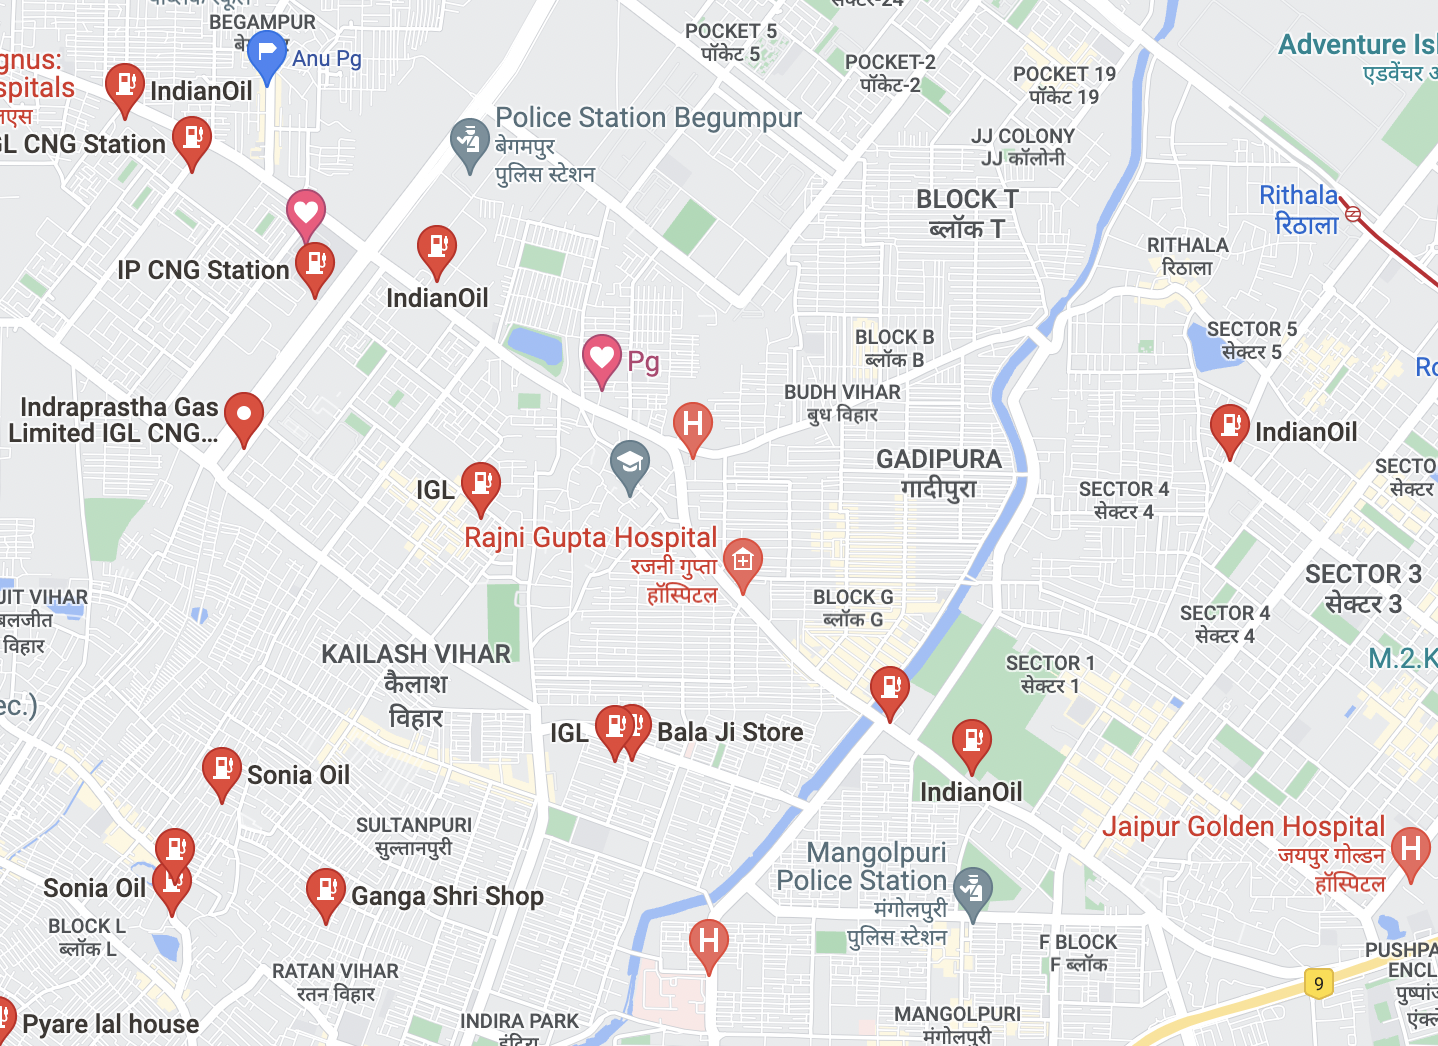 सेक्टर-24
BEGAMPUR
Anu Pg
gnus:
spitals
IndianOil
GL CNG Station
POCKET 5
पॉकेट 5
POCKET-2
पॉकेट-2
POCKET 19
पॉकेट 19
Adventure Isl
एडवेंचर अ
Police Station Begumpur
बेगमपुर
पुलिस स्टेशन
JJ COLONY
JJ कॉलोनी
BLOCK T
ब्लॉक T
Rithala
रिठाला
RITHALA
रिठाला
IP CNG Station
IndianOil
SECTOR 5
सेक्टर 5
BLOCK B
ब्लॉक B
Pg
Ro
BUDH VIHAR
बुध विहार
Indraprastha Gas
Limited IGL CNG...
H
IndianOil
GADIPURA
गादीपुरा
SECTO
सेक्टर
IGL
SECTOR 4
सेक्टर 4
Rajni Gupta Hospital
रजनी गुप्ता
हॉस्पिटल
SECTOR 3
सेक्टर 3
UIT VIHAR
बलजीत
विहार
BLOCK G
ब्लॉक G
SECTOR 4
सेक्टर 4
KAILASH VIHAR
कैलाश
विहार
SECTOR 1
सेक्टर 1
M.2.K
ec.)
IGL
Bala Ji Store
Sonia Oil
IndianOil
SULTANPURI
सुल्तानपुरी
Jaipur Golden Hospital
जयपुर गोल्डन
हॉस्पिटल
H
Mangolpuri
Police Station
मंगोलपुरी
पुलिस स्टेशन
Sonia Oil
Ganga Shri Shop
BLOCK L
ब्लॉक L
H
F BLOCK
F ब्लॉक
PUSHPA
ENCL
पुष्पां
एंक्ले
RATAN VIHAR
रतन विहार
9
Pyare lal house
INDIRA PARK
इंदिरा
MANGOLPURI
मंगोलपुरी